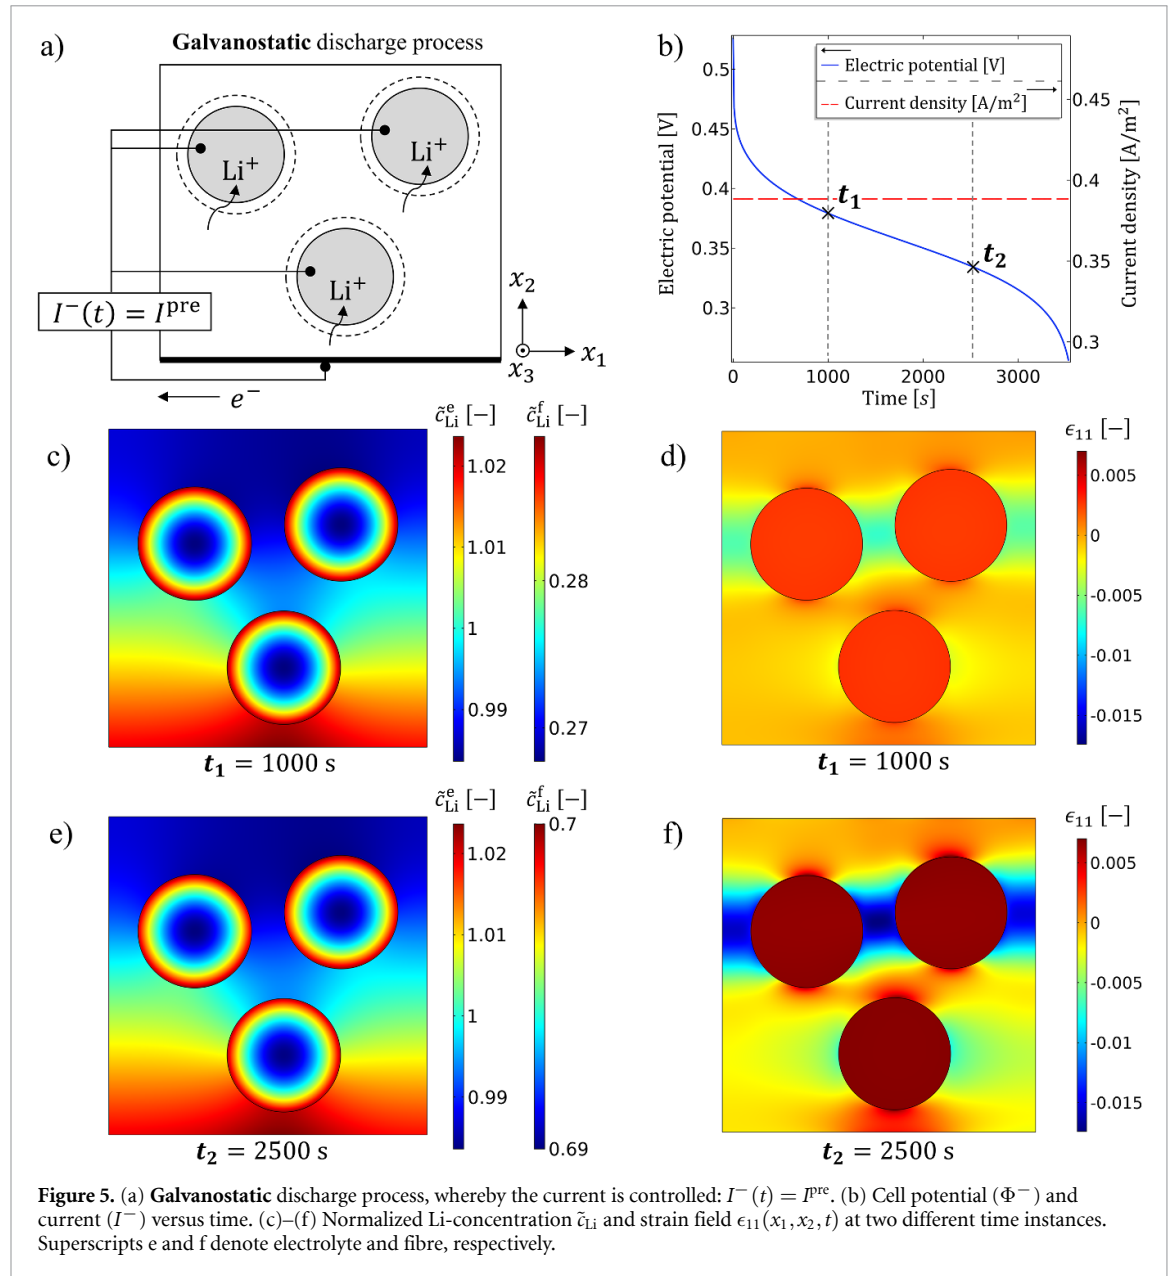 a)
Galvanostatic discharge process
Li⁺
Li⁺
Li⁺
I⁻(t) = Iᵖʳᵉ
e⁻
x₂
x₁
x₃
b)
Electric potential [V]
Current density [A/m²]
0.5
0.45
0.4
0.35
0.3
Electric potential [V]
0.45
0.4
0.35
0.3
Current density [A/m²]
t₁
t₂
0 1000 2000 3000
Time [s]
c)
c̃ᵉ_Li [−] c̃ᶠ_Li [−]
1.02
1.01
1
0.99
0.28
0.27
t₁ = 1000 s
d)
ϵ₁₁ [−]
0.005
0
-0.005
-0.01
-0.015
t₁ = 1000 s
e)
c̃ᵉ_Li [−] c̃ᶠ_Li [−]
1.02
1.01
1
0.99
0.7
0.69
t₂ = 2500 s
f)
ϵ₁₁ [−]
0.005
0
-0.005
-0.01
-0.015
t₂ = 2500 s
Figure 5. (a) Galvanostatic discharge process, whereby the current is controlled: I⁻(t) = Iᵖʳᵉ. (b) Cell potential (Φ⁻) and
current (I⁻) versus time. (c)–(f) Normalized Li-concentration c̃_Li and strain field ϵ₁₁(x₁,x₂,t) at two different time instances.
Superscripts e and f denote electrolyte and fibre, respectively.